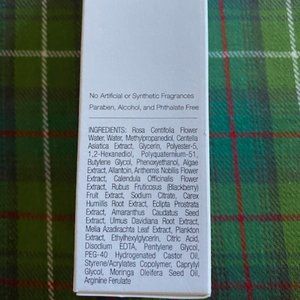 No Artificial or Synthetic Fragrances
Paraben, Alcohol, and Phthalate Free
INGREDIENTS: Rosa Centifolia Flower
Water, Water, Methylpropanediol, Centella
Asiatica Extract, Glycerin, Polyester-5,
1,2-Hexanediol, Polyquaternium-51,
Butylene Glycol, Phenoxyethanol, Algae
Extract, Allantoin, Anthemis Nobilis Flower
Extract, Calendula Officinalis Flower
Extract, Rubus Fruticosus (Blackberry)
Fruit Extract, Sodium Citrate, Carex
Humilis Root Extract, Eclipta Prostrata
Extract, Amaranthus Caudatus Seed
Extract, Ulmus Davidiana Root Extract,
Melia Azadirachta Leaf Extract, Plankton
Extract, Ethylhexylglycerin, Citric Acid,
Disodium EDTA, Pentylene Glycol,
PEG-40 Hydrogenated Castor Oil,
Styrene/Acrylates Copolymer, Caprylyl
Glycol, Moringa Oleifera Seed Oil,
Arginine Ferulate